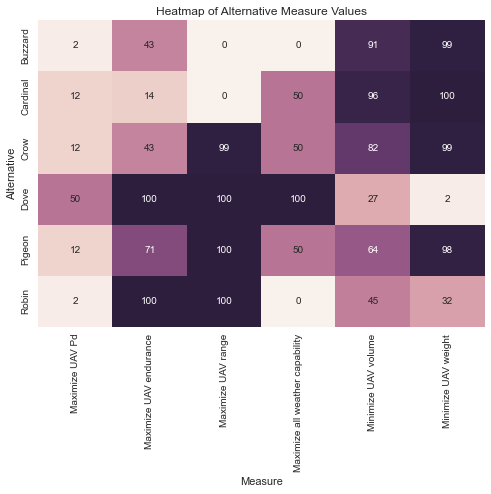 Heatmap of Alternative Measure Values
Alternative
Buzzard 2 43 0 0 91 99
Cardinal 12 14 0 50 96 100
Crow 12 43 99 50 82 99
Dove 50 100 100 100 27 2
Pigeon 12 71 100 50 64 98
Robin 2 100 100 0 45 32
Maximize UAV Pd
Maximize UAV endurance
Maximize UAV range
Maximize all weather capability
Minimize UAV volume
Minimize UAV weight
Measure